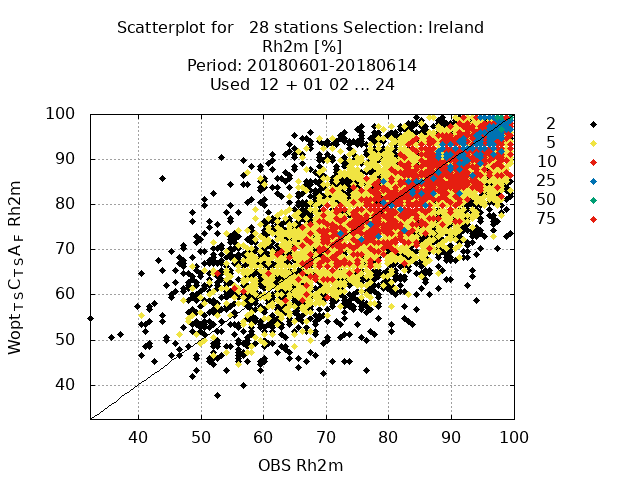 Scatterplot for   28 stations Selection: Ireland
Rh2m [%]
Period: 20180601-20180614
Used  12 + 01 02 ... 24
100
90
80
70
60
50
40
40 50 60 70 80 90 100
OBS Rh2m
Wopt T S C T S A F Rh2m
2
5
10
25
50
75